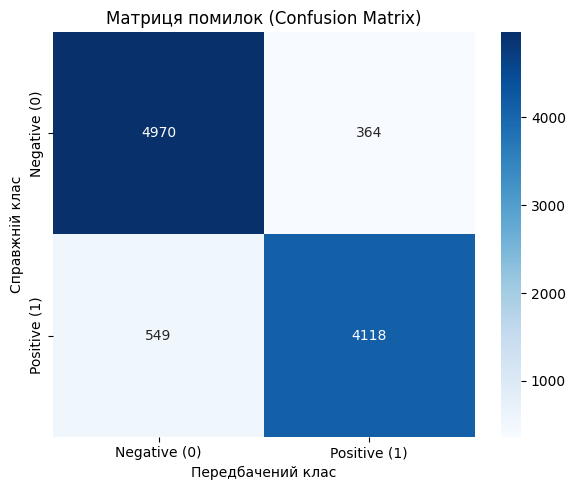 Матриця помилок (Confusion Matrix)
Справжній клас
Negative (0)
4970
364
Positive (1)
549
4118
Negative (0)
Positive (1)
Передбачений клас
4000
3000
2000
1000